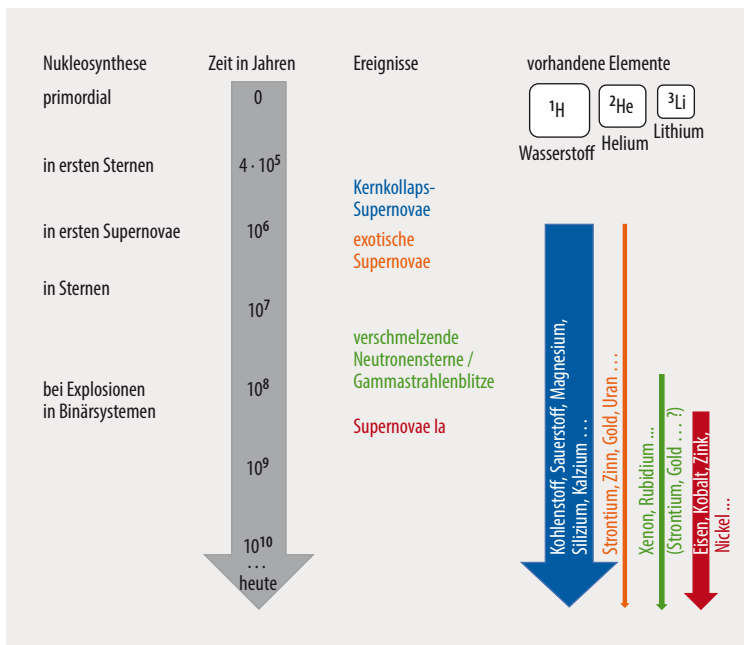 Nukleosynthese
Zeit in Jahren
Ereignisse
vorhandene Elemente
primordial
0
¹H
²He
³Li
Wasserstoff
Helium
Lithium
in ersten Sternen
4 · 10⁵
Kernkollaps-
Supernovae
in ersten Supernovae
10⁶
exotische
Supernovae
in Sternen
10⁷
verschmelzende
Neutronensterne /
Gammastrahlenblitze
bei Explosionen
in Binärsystemen
10⁸
Supernovae Ia
10⁹
10¹⁰
...
heute
Kohlenstoff, Sauerstoff, Magnesium,
Silizium, Kalzium ...
Strontium, Zinn, Gold, Uran ...
Xenon, Rubidium ...
(Strontium, Gold ... ?)
Eisen, Kobalt, Zink,
Nickel ...